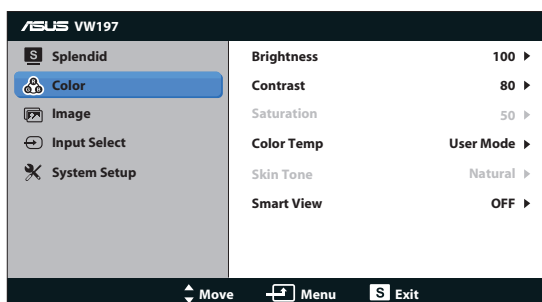 ASUS VW197
S Splendid
Color
Image
Input Select
System Setup
Brightness 100
Contrast 80
Saturation 50
Color Temp User Mode
Skin Tone Natural
Smart View OFF
Move Menu S Exit